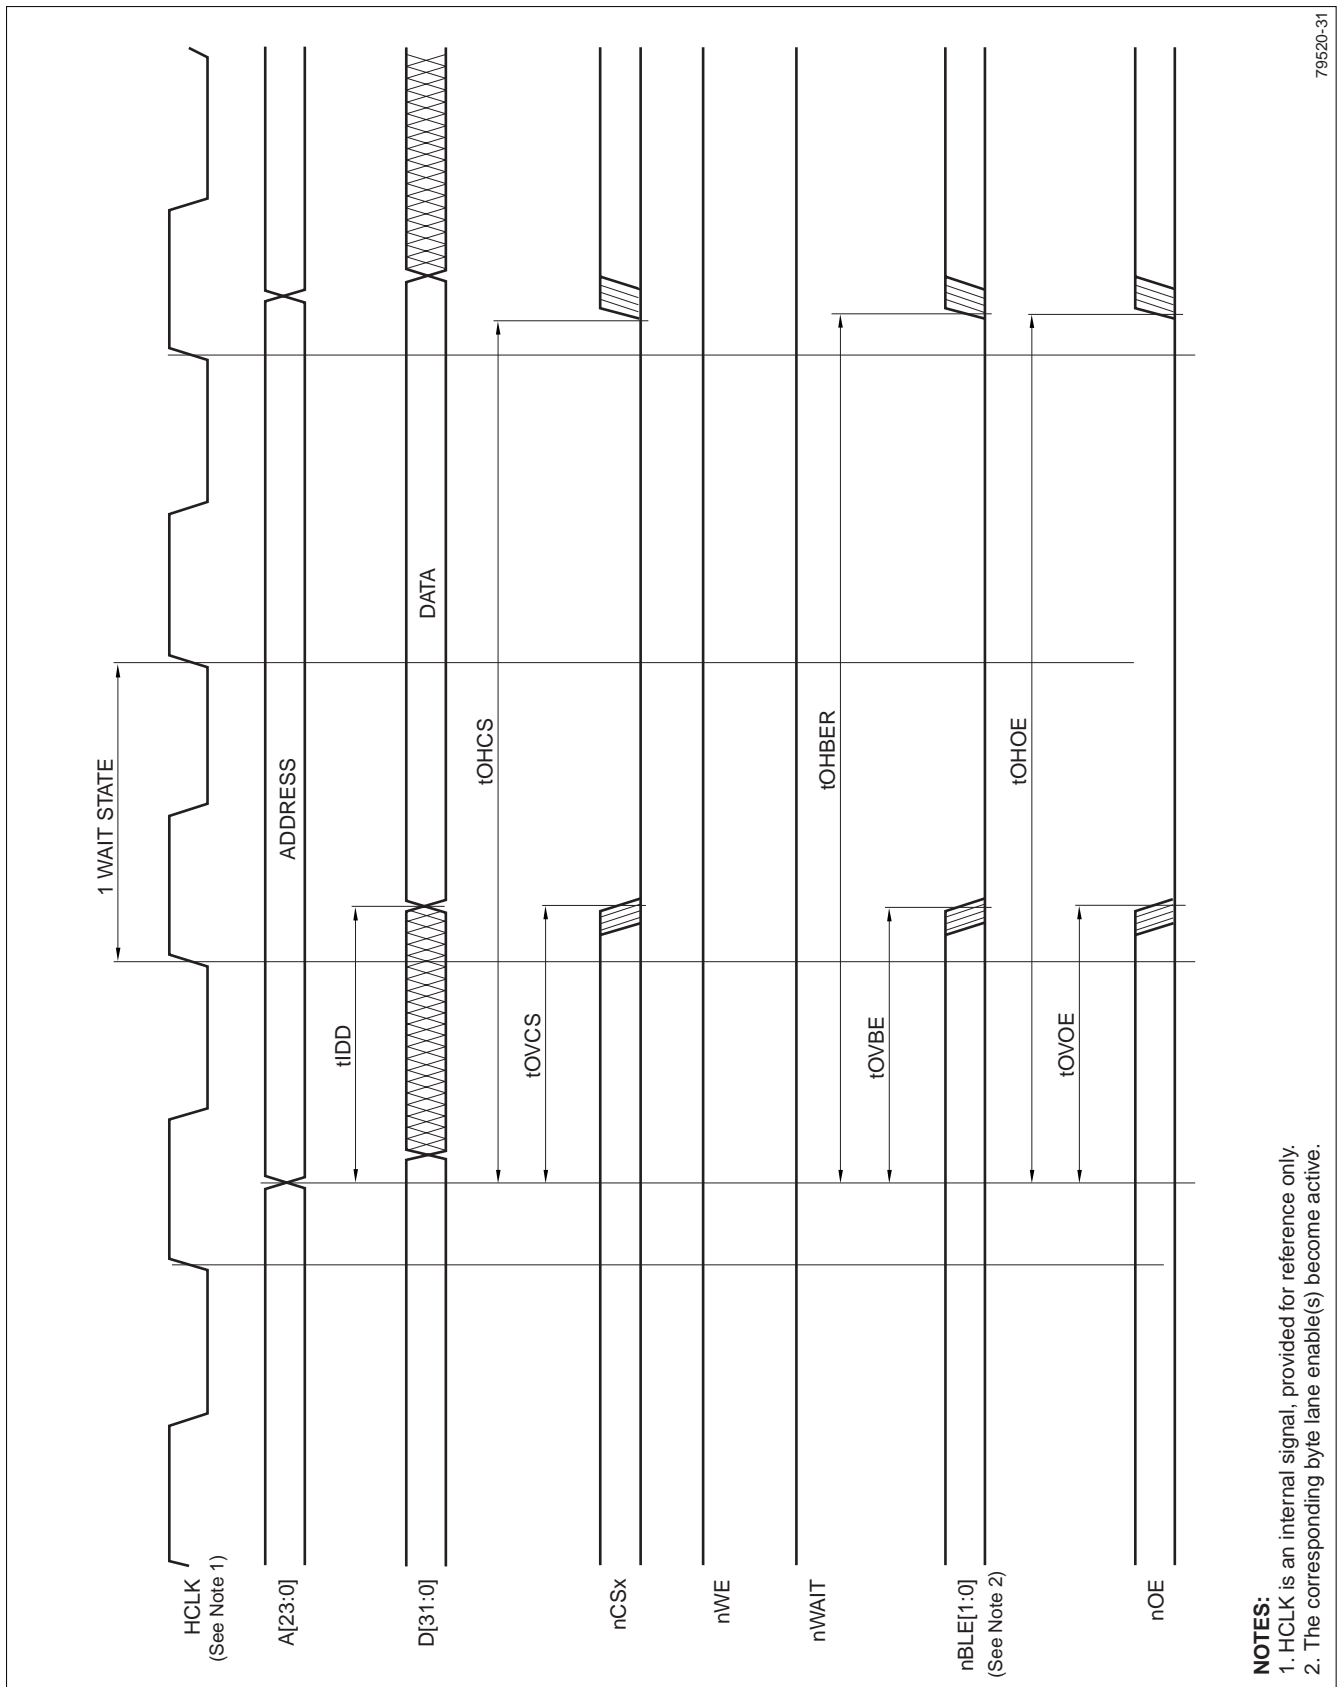 1 WAIT STATE
HCLK
(See Note 1)
A[23:0]
ADDRESS
tIDD
D[31:0]
DATA
tOHCS
tOVCS
nCSx
nWE
nWAIT
tOHBER
tOVBE
nBLE[1:0]
(See Note 2)
tOHOE
tOVOE
nOE
NOTES:
1. HCLK is an internal signal, provided for reference only.
2. The corresponding byte lane enable(s) become active.
79520-31